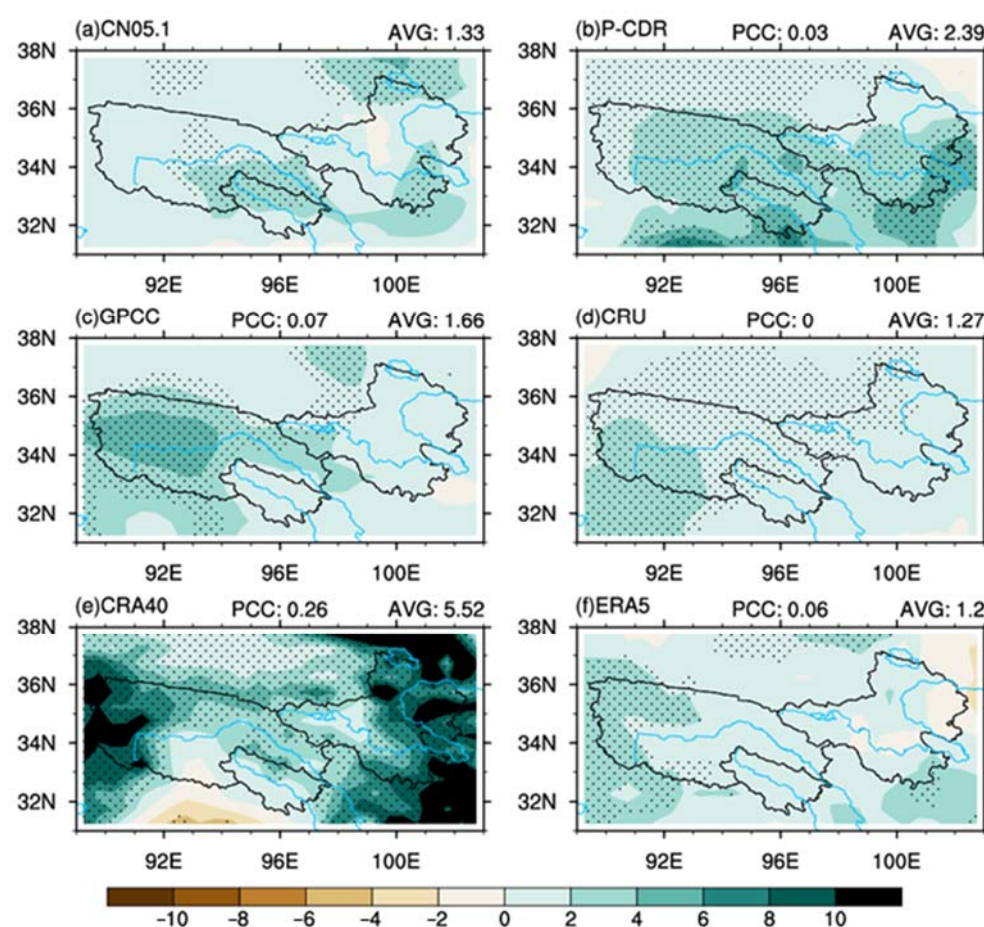 (a)CN05.1 AVG: 1.33
(b)P-CDR PCC: 0.03 AVG: 2.39
38N 38N
36N 36N
34N 34N
32N 32N
92E 96E 100E 92E 96E 100E
(c)GPCC PCC: 0.07 AVG: 1.66
(d)CRU PCC: 0 AVG: 1.27
38N 38N
36N 36N
34N 34N
32N 32N
92E 96E 100E 92E 96E 100E
(e)CRA40 PCC: 0.26 AVG: 5.52
(f)ERA5 PCC: 0.06 AVG: 1.2
38N 38N
36N 36N
34N 34N
32N 32N
92E 96E 100E 92E 96E 100E
−10 −8 −6 −4 −2 0 2 4 6 8 10